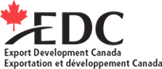 EDC
Export Development Canada
Exportation et développement Canada